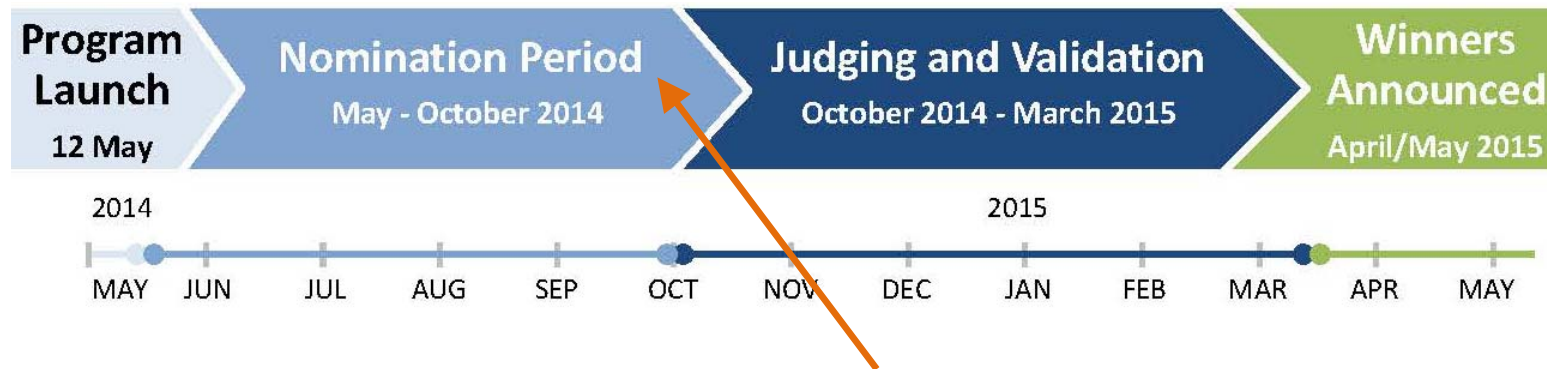 Program
Launch
12 May
Nomination Period
May - October 2014
Judging and Validation
October 2014 - March 2015
Winners
Announced
April/May 2015
2014
2015
MAY JUN JUL AUG SEP OCT NOV DEC JAN FEB MAR APR MAY